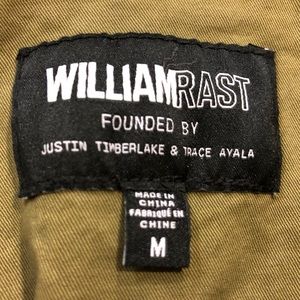 WILLIAMRAST
FOUNDED BY
JUSTIN TIMBERLAKE & TRACE AYALA
MADE IN
CHINA
FABRIQUÉ EN
CHINE
M